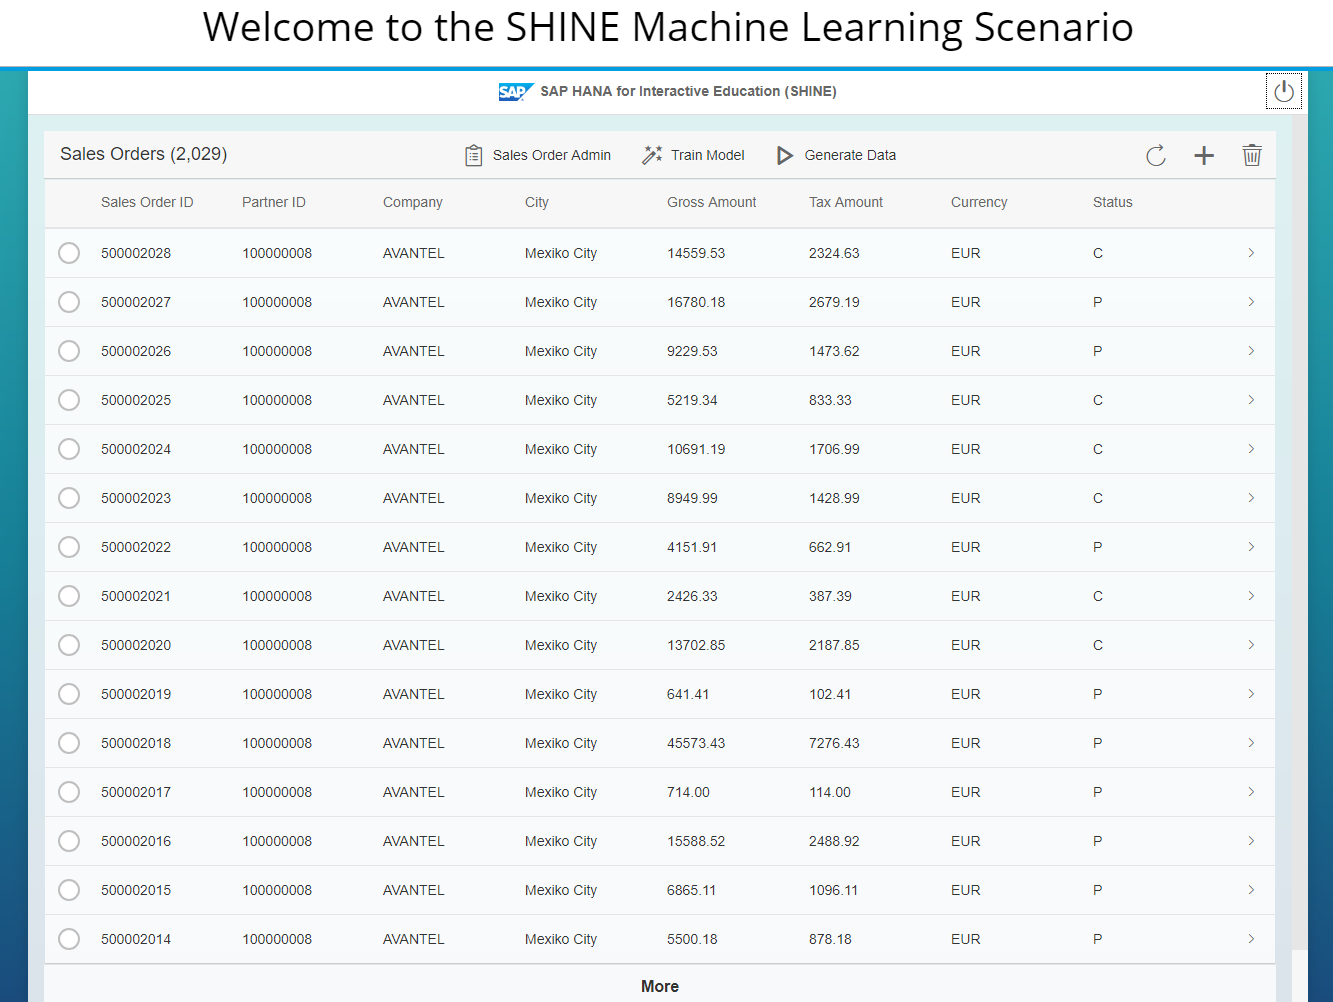 Welcome to the SHINE Machine Learning Scenario
SAP SAP HANA for Interactive Education (SHINE)
Sales Orders (2,029) Sales Order Admin Train Model Generate Data
Sales Order ID Partner ID Company City Gross Amount Tax Amount Currency Status
500002028 100000008 AVANTEL Mexiko City 14559.53 2324.63 EUR C
500002027 100000008 AVANTEL Mexiko City 16780.18 2679.19 EUR P
500002026 100000008 AVANTEL Mexiko City 9229.53 1473.62 EUR P
500002025 100000008 AVANTEL Mexiko City 5219.34 833.33 EUR C
500002024 100000008 AVANTEL Mexiko City 10691.19 1706.99 EUR C
500002023 100000008 AVANTEL Mexiko City 8949.99 1428.99 EUR C
500002022 100000008 AVANTEL Mexiko City 4151.91 662.91 EUR P
500002021 100000008 AVANTEL Mexiko City 2426.33 387.39 EUR C
500002020 100000008 AVANTEL Mexiko City 13702.85 2187.85 EUR C
500002019 100000008 AVANTEL Mexiko City 641.41 102.41 EUR P
500002018 100000008 AVANTEL Mexiko City 45573.43 7276.43 EUR P
500002017 100000008 AVANTEL Mexiko City 714.00 114.00 EUR P
500002016 100000008 AVANTEL Mexiko City 15588.52 2488.92 EUR P
500002015 100000008 AVANTEL Mexiko City 6865.11 1096.11 EUR P
500002014 100000008 AVANTEL Mexiko City 5500.18 878.18 EUR P
More